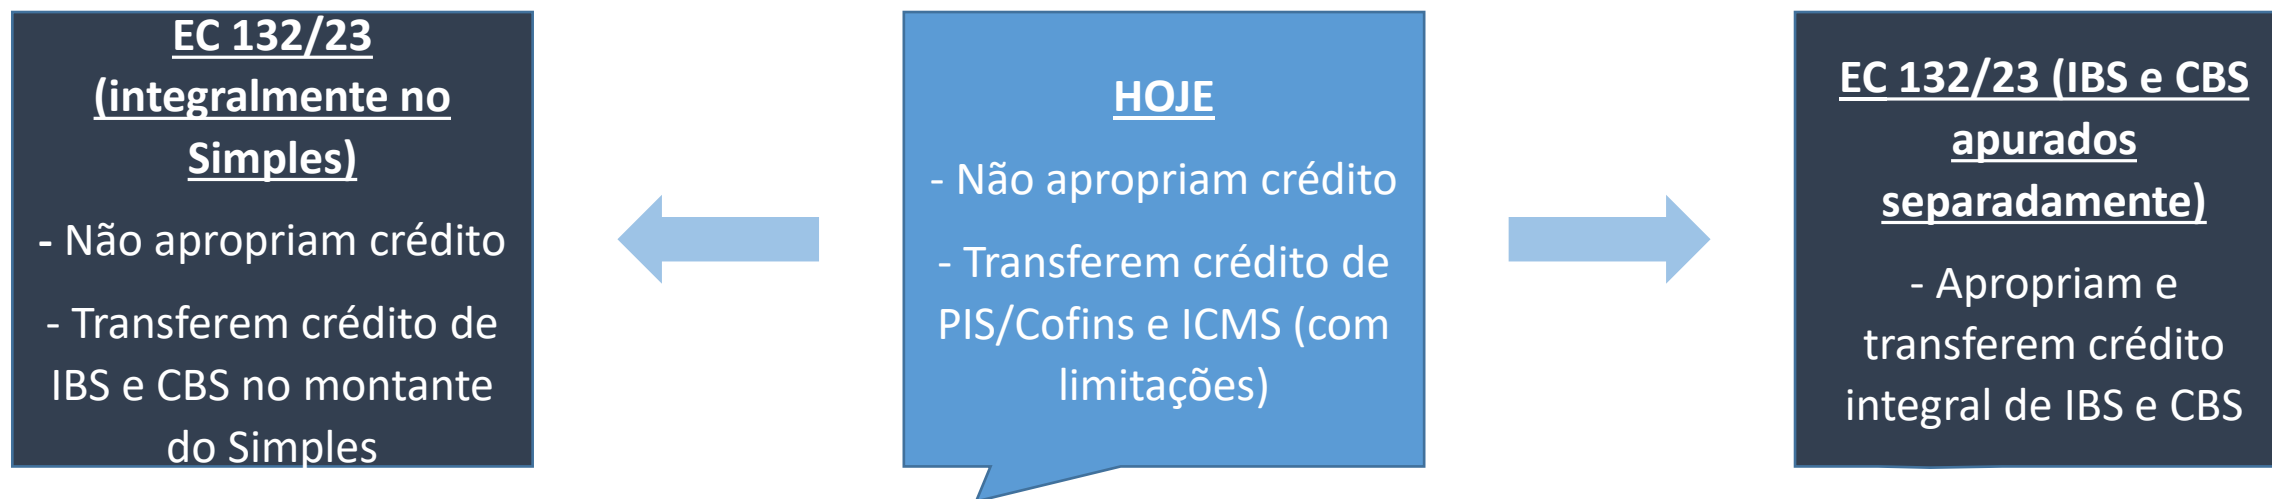 EC 132/23
(integralmente no
Simples)
- Não apropriam crédito
- Transferem crédito de
IBS e CBS no montante
do Simples
HOJE
- Não apropriam crédito
- Transferem crédito de
PIS/Cofins e ICMS (com
limitações)
EC 132/23 (IBS e CBS
apurados
separadamente)
- Apropriam e
transferem crédito
integral de IBS e CBS